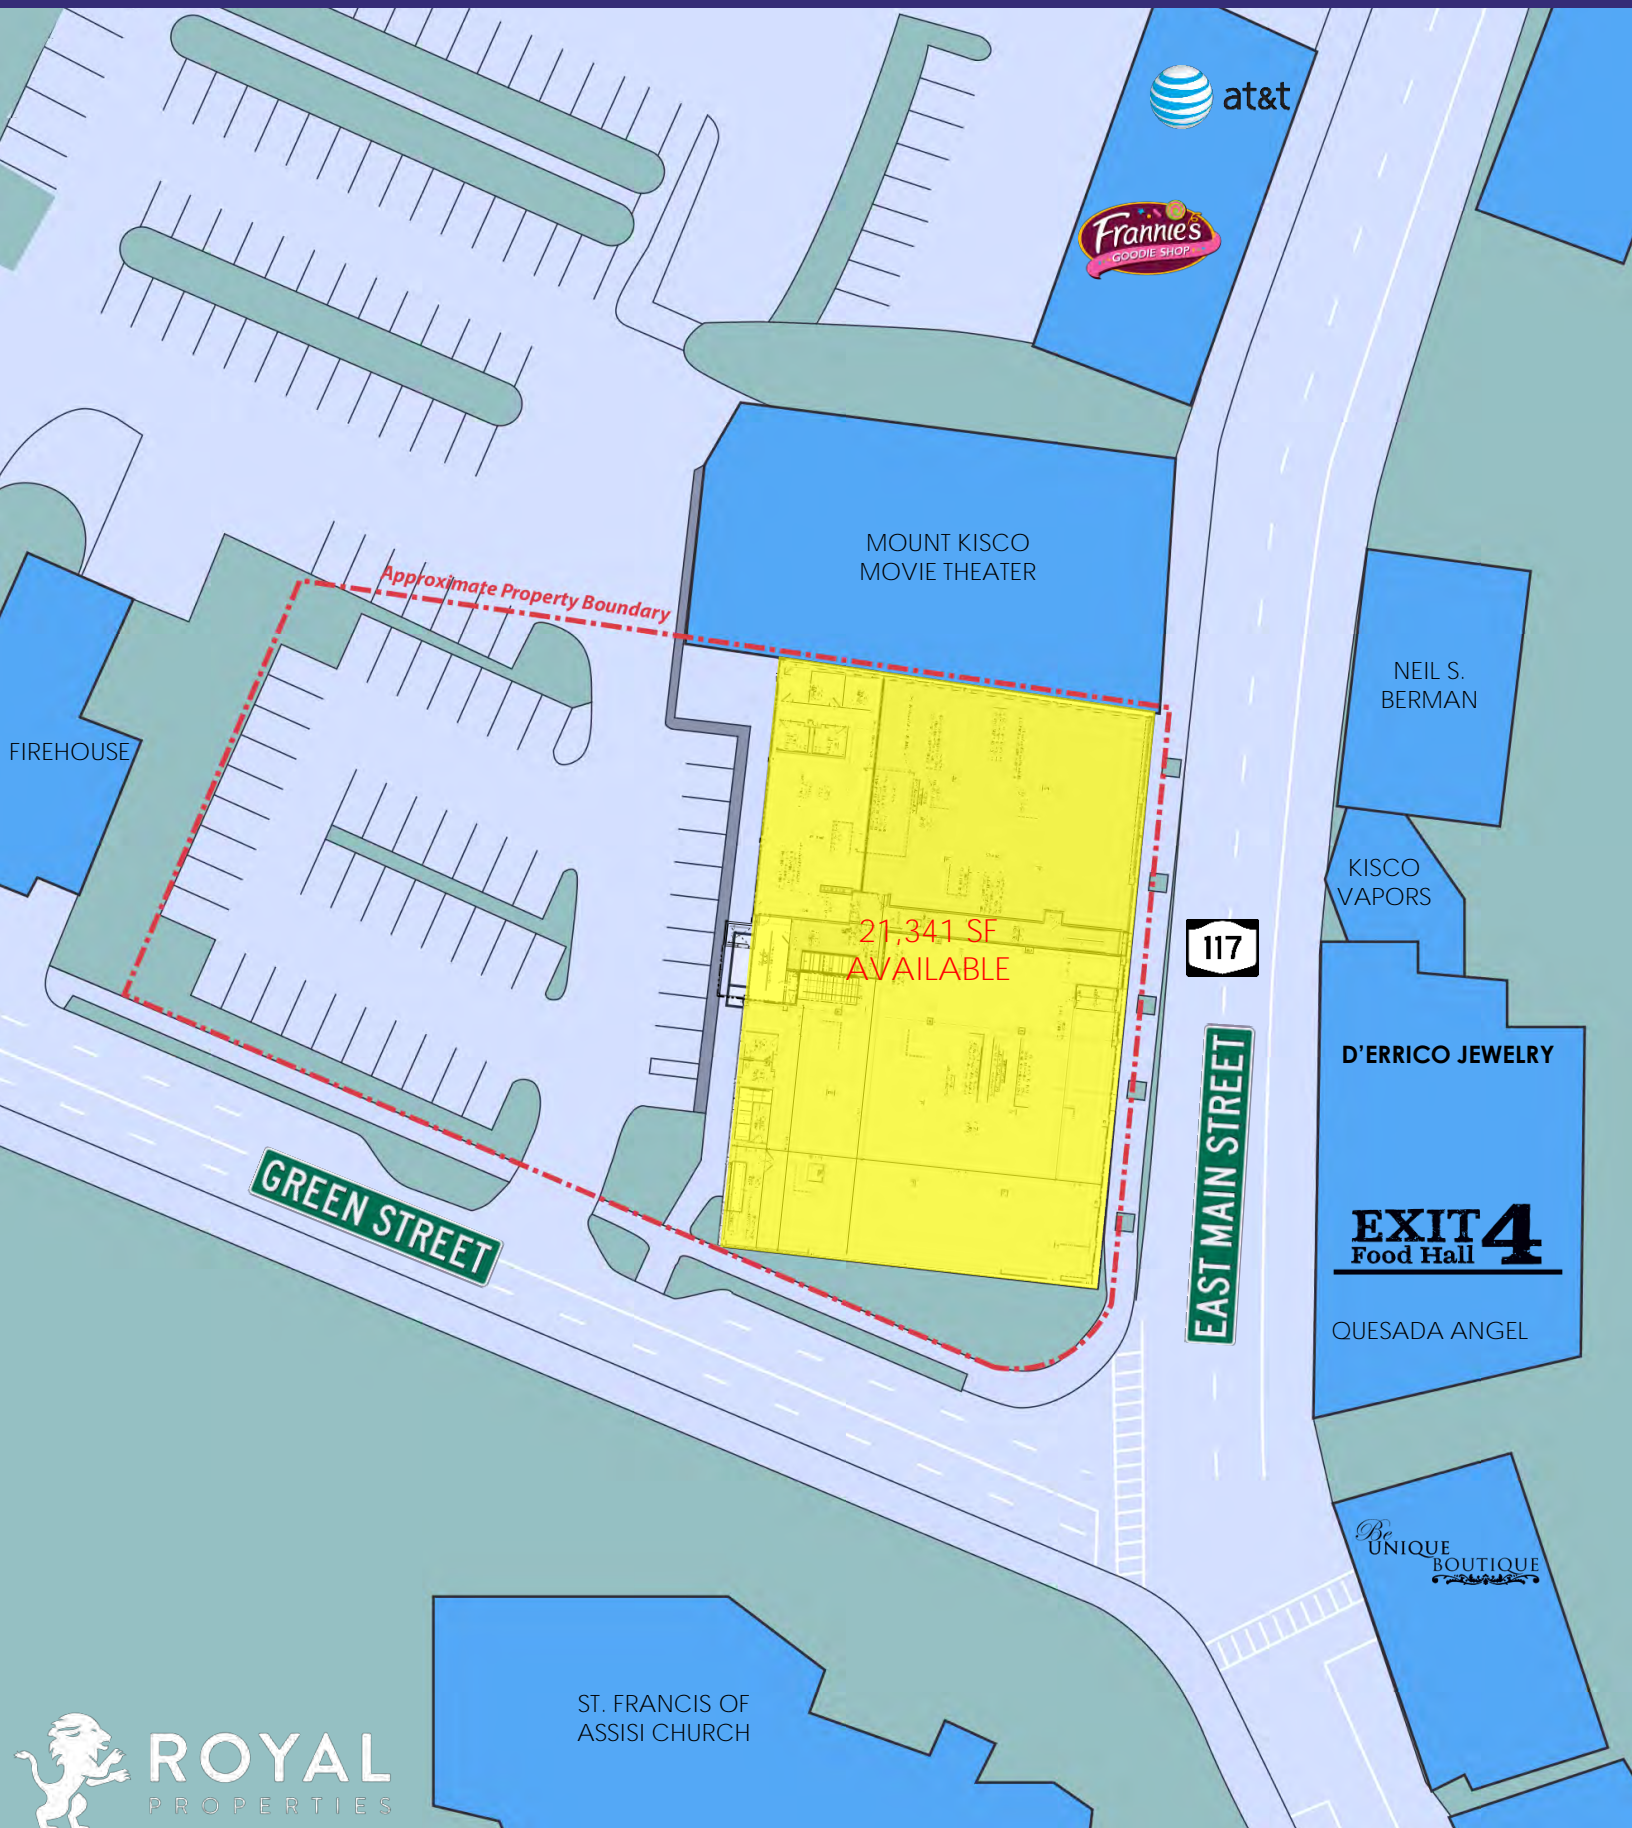 at&t
Frannie's
GOODIE SHOP
MOUNT KISCO
MOVIE THEATER
Approximate Property Boundary
NEIL S.
BERMAN
FIREHOUSE
KISCO
VAPORS
21,341 SF
AVAILABLE
117
D'ERRICO JEWELRY
EAST MAIN STREET
GREEN STREET
EXIT 4
Food Hall
QUESADA ANGEL
Be
UNIQUE
BOUTIQUE
ST. FRANCIS OF
ASSISI CHURCH
ROYAL
PROPERTIES